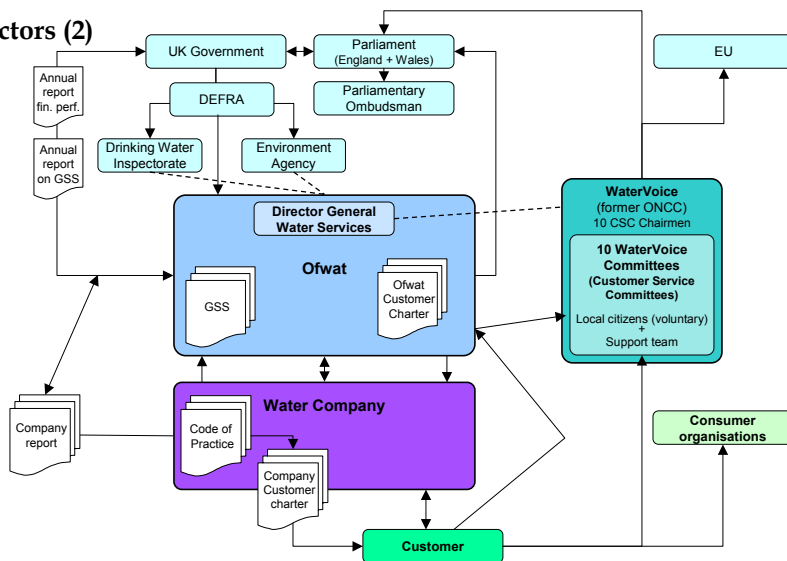 ctors (2)
UK Government
Parliament
(England + Wales)
EU
Annual
report
fin. perf.
DEFRA
Parliamentary
Ombudsman
Annual
report
on GSS
Drinking Water
Inspectorate
Environment
Agency
Director General
Water Services
Ofwat
GSS
Ofwat
Customer
Charter
WaterVoice
(former ONCC)
10 CSC Chairmen
10 WaterVoice
Committees
(Customer Service
Committees)
Local citizens (voluntary)
+
Support team
Water Company
Company
report
Code of
Practice
Company
Customer
charter
Consumer
organisations
Customer